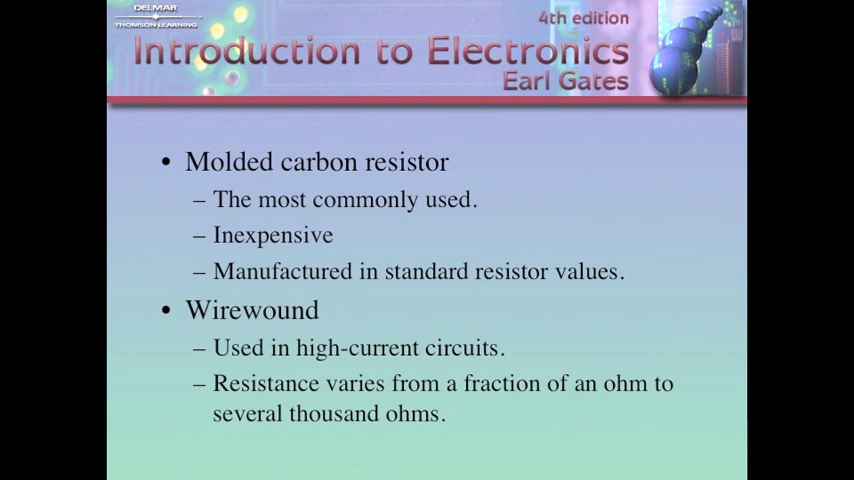 DELMAR
THOMSON LEARNING
4th edition
Introduction to Electronics
Earl Gates
• Molded carbon resistor
– The most commonly used.
– Inexpensive
– Manufactured in standard resistor values.
• Wirewound
– Used in high-current circuits.
– Resistance varies from a fraction of an ohm to
several thousand ohms.